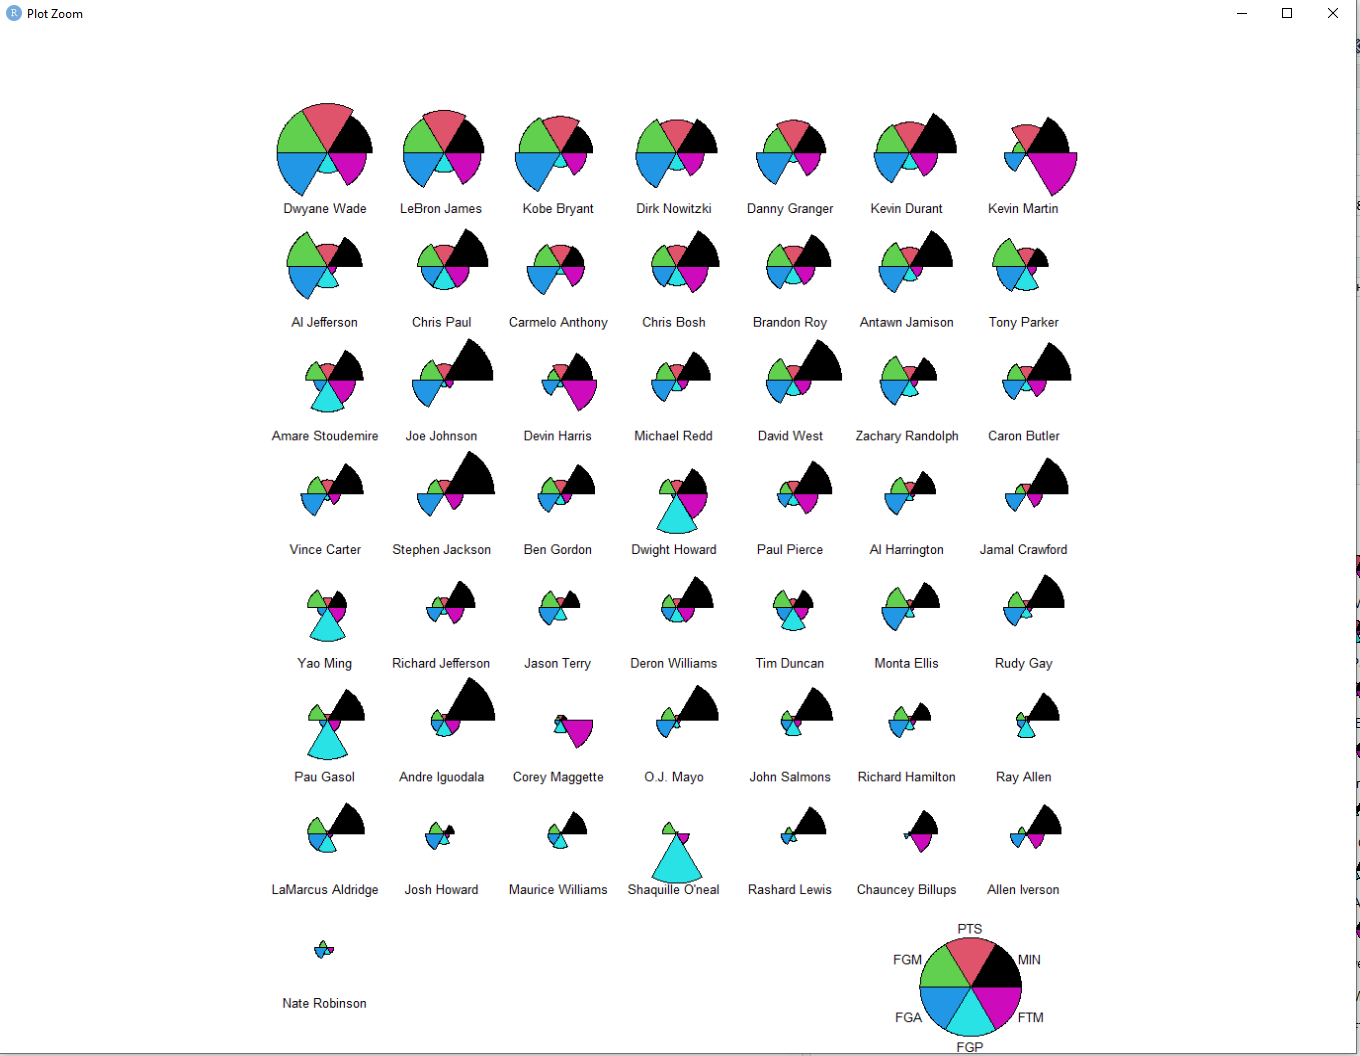 R Plot Zoom
Dwyane Wade LeBron James Kobe Bryant Dirk Nowitzki Danny Granger Kevin Durant Kevin Martin
Al Jefferson Chris Paul Carmelo Anthony Chris Bosh Brandon Roy Antawn Jamison Tony Parker
Amare Stoudemire Joe Johnson Devin Harris Michael Redd David West Zachary Randolph Caron Butler
Vince Carter Stephen Jackson Ben Gordon Dwight Howard Paul Pierce Al Harrington Jamal Crawford
Yao Ming Richard Jefferson Jason Terry Deron Williams Tim Duncan Monta Ellis Rudy Gay
Pau Gasol Andre Iguodala Corey Maggette O.J. Mayo John Salmons Richard Hamilton Ray Allen
LaMarcus Aldridge Josh Howard Maurice Williams Shaquille O'neal Rashard Lewis Chauncey Billups Allen Iverson
PTS
FGM MIN
Nate Robinson
FGA FTM
FGP